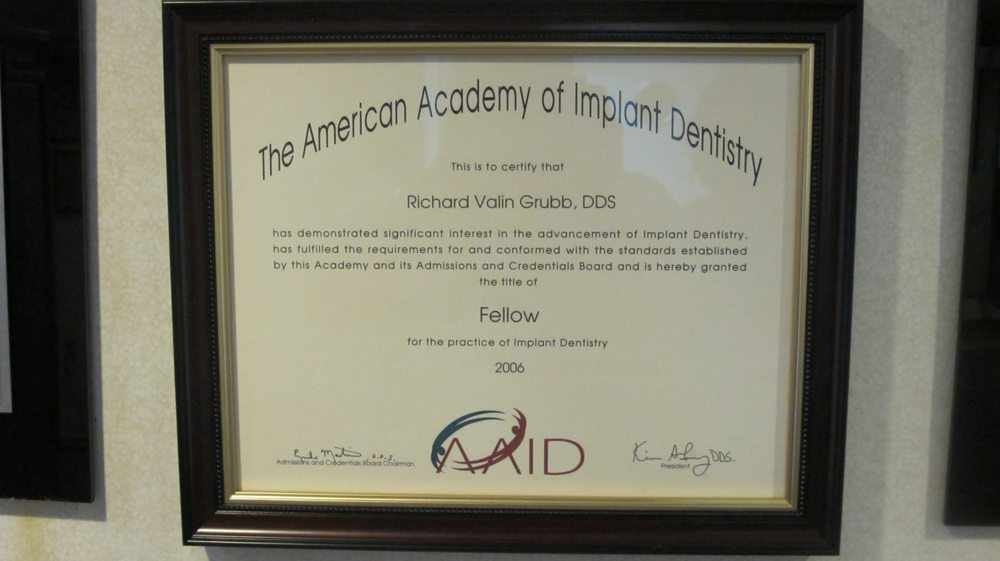 The American Academy of Implant Dentistry
This is to certify that
Richard Valin Grubb, DDS
has demonstrated significant interest in the advancement of Implant Dentistry,
has fulfilled the requirements for and conformed with the standards established
by this Academy and its Admissions and Credentials Board and is hereby granted
the title of
Fellow
for the practice of Implant Dentistry
2006
AAID
D.D.S.
Admissions and Credentials Board Chairman
DDS.
President